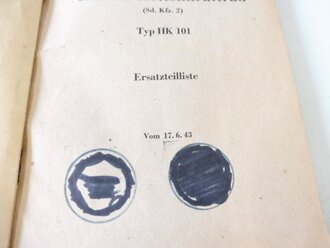 (Sd. Kfz. 2)
Typ HK 101
Ersatzteilliste
Vom 17. 6. 43